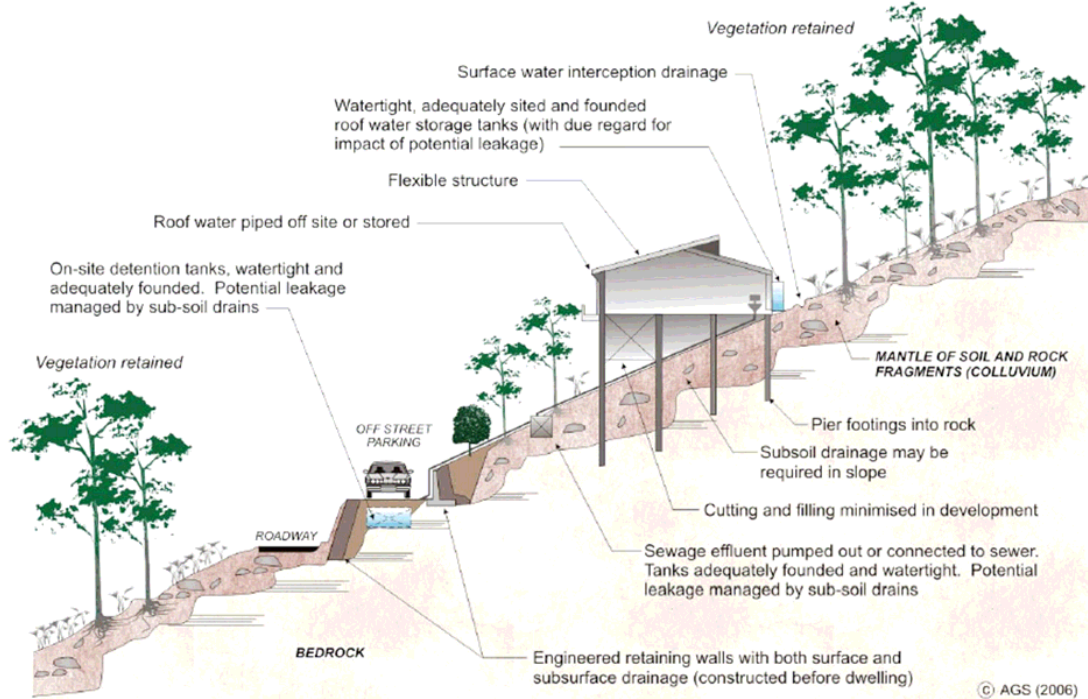 Vegetation retained
Surface water interception drainage
Watertight, adequately sited and founded
roof water storage tanks (with due regard for
impact of potential leakage)
Flexible structure
Roof water piped off site or stored
On-site detention tanks, watertight and
adequately founded. Potential leakage
managed by sub-soil drains
Vegetation retained
OFF STREET
PARKING
ROADWAY
MANTLE OF SOIL AND ROCK
FRAGMENTS (COLLUVIUM)
Pier footings into rock
Subsoil drainage may be
required in slope
Cutting and filling minimised in development
Sewage effluent pumped out or connected to sewer.
Tanks adequately founded and watertight. Potential
leakage managed by sub-soil drains
BEDROCK
Engineered retaining walls with both surface and
subsurface drainage (constructed before dwelling)
© AGS (2006)